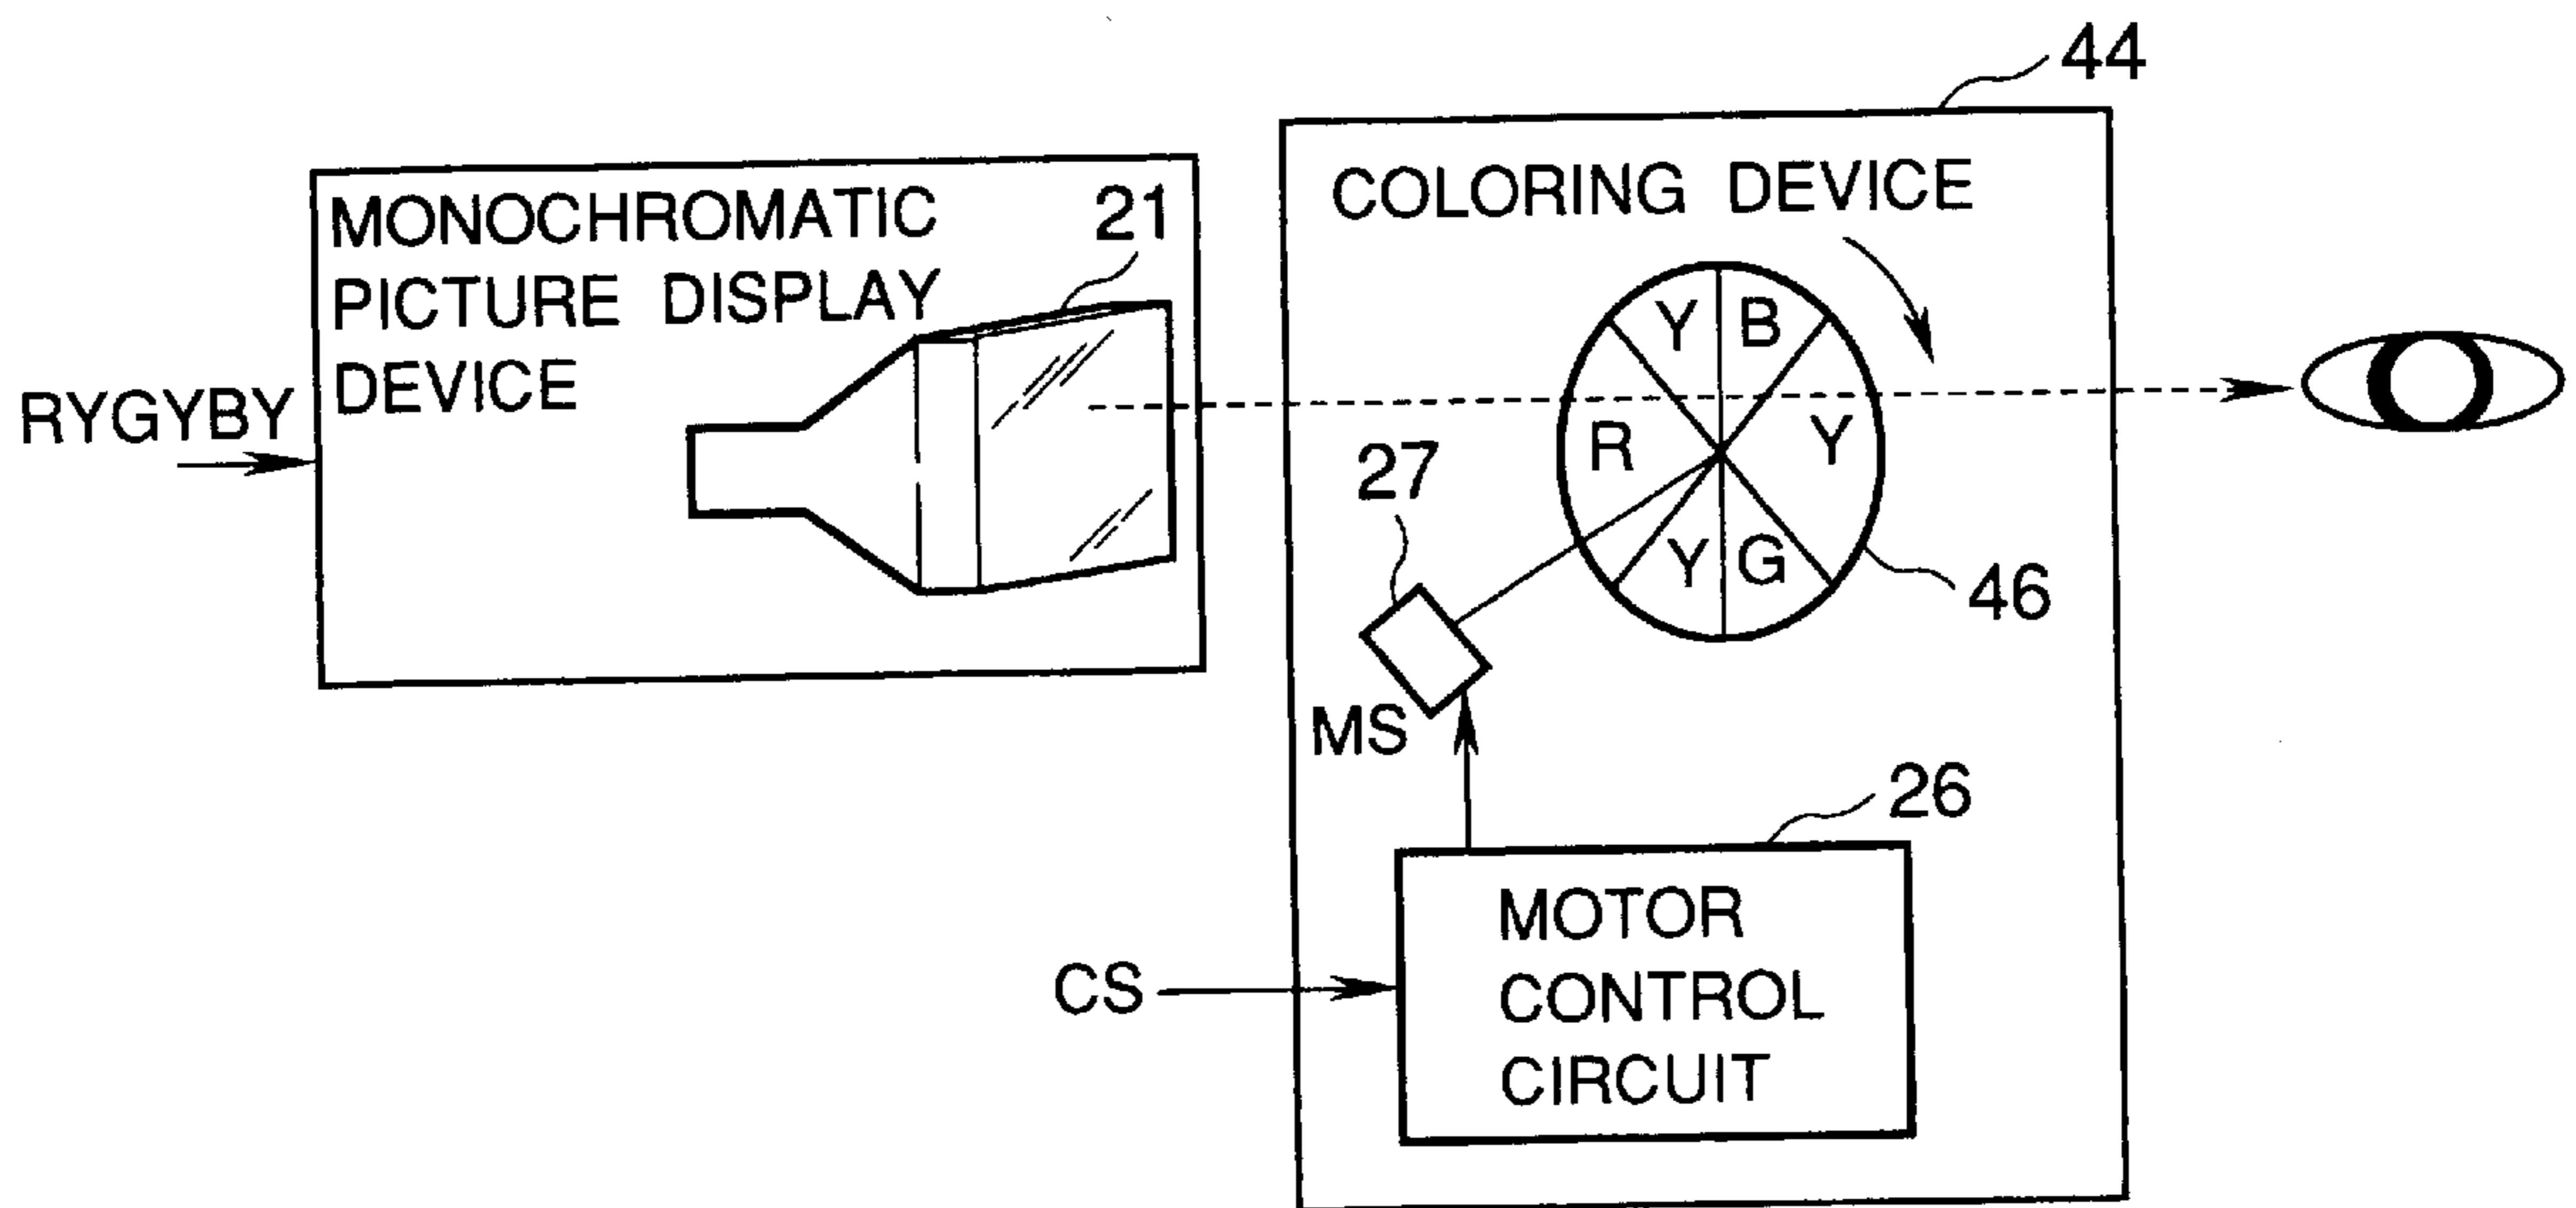 44
MONOCHROMATIC
PICTURE DISPLAY
DEVICE
21
COLORING DEVICE
RYGYBY
Y B
R Y
Y G
27
46
MS
26
CS
MOTOR
CONTROL
CIRCUIT